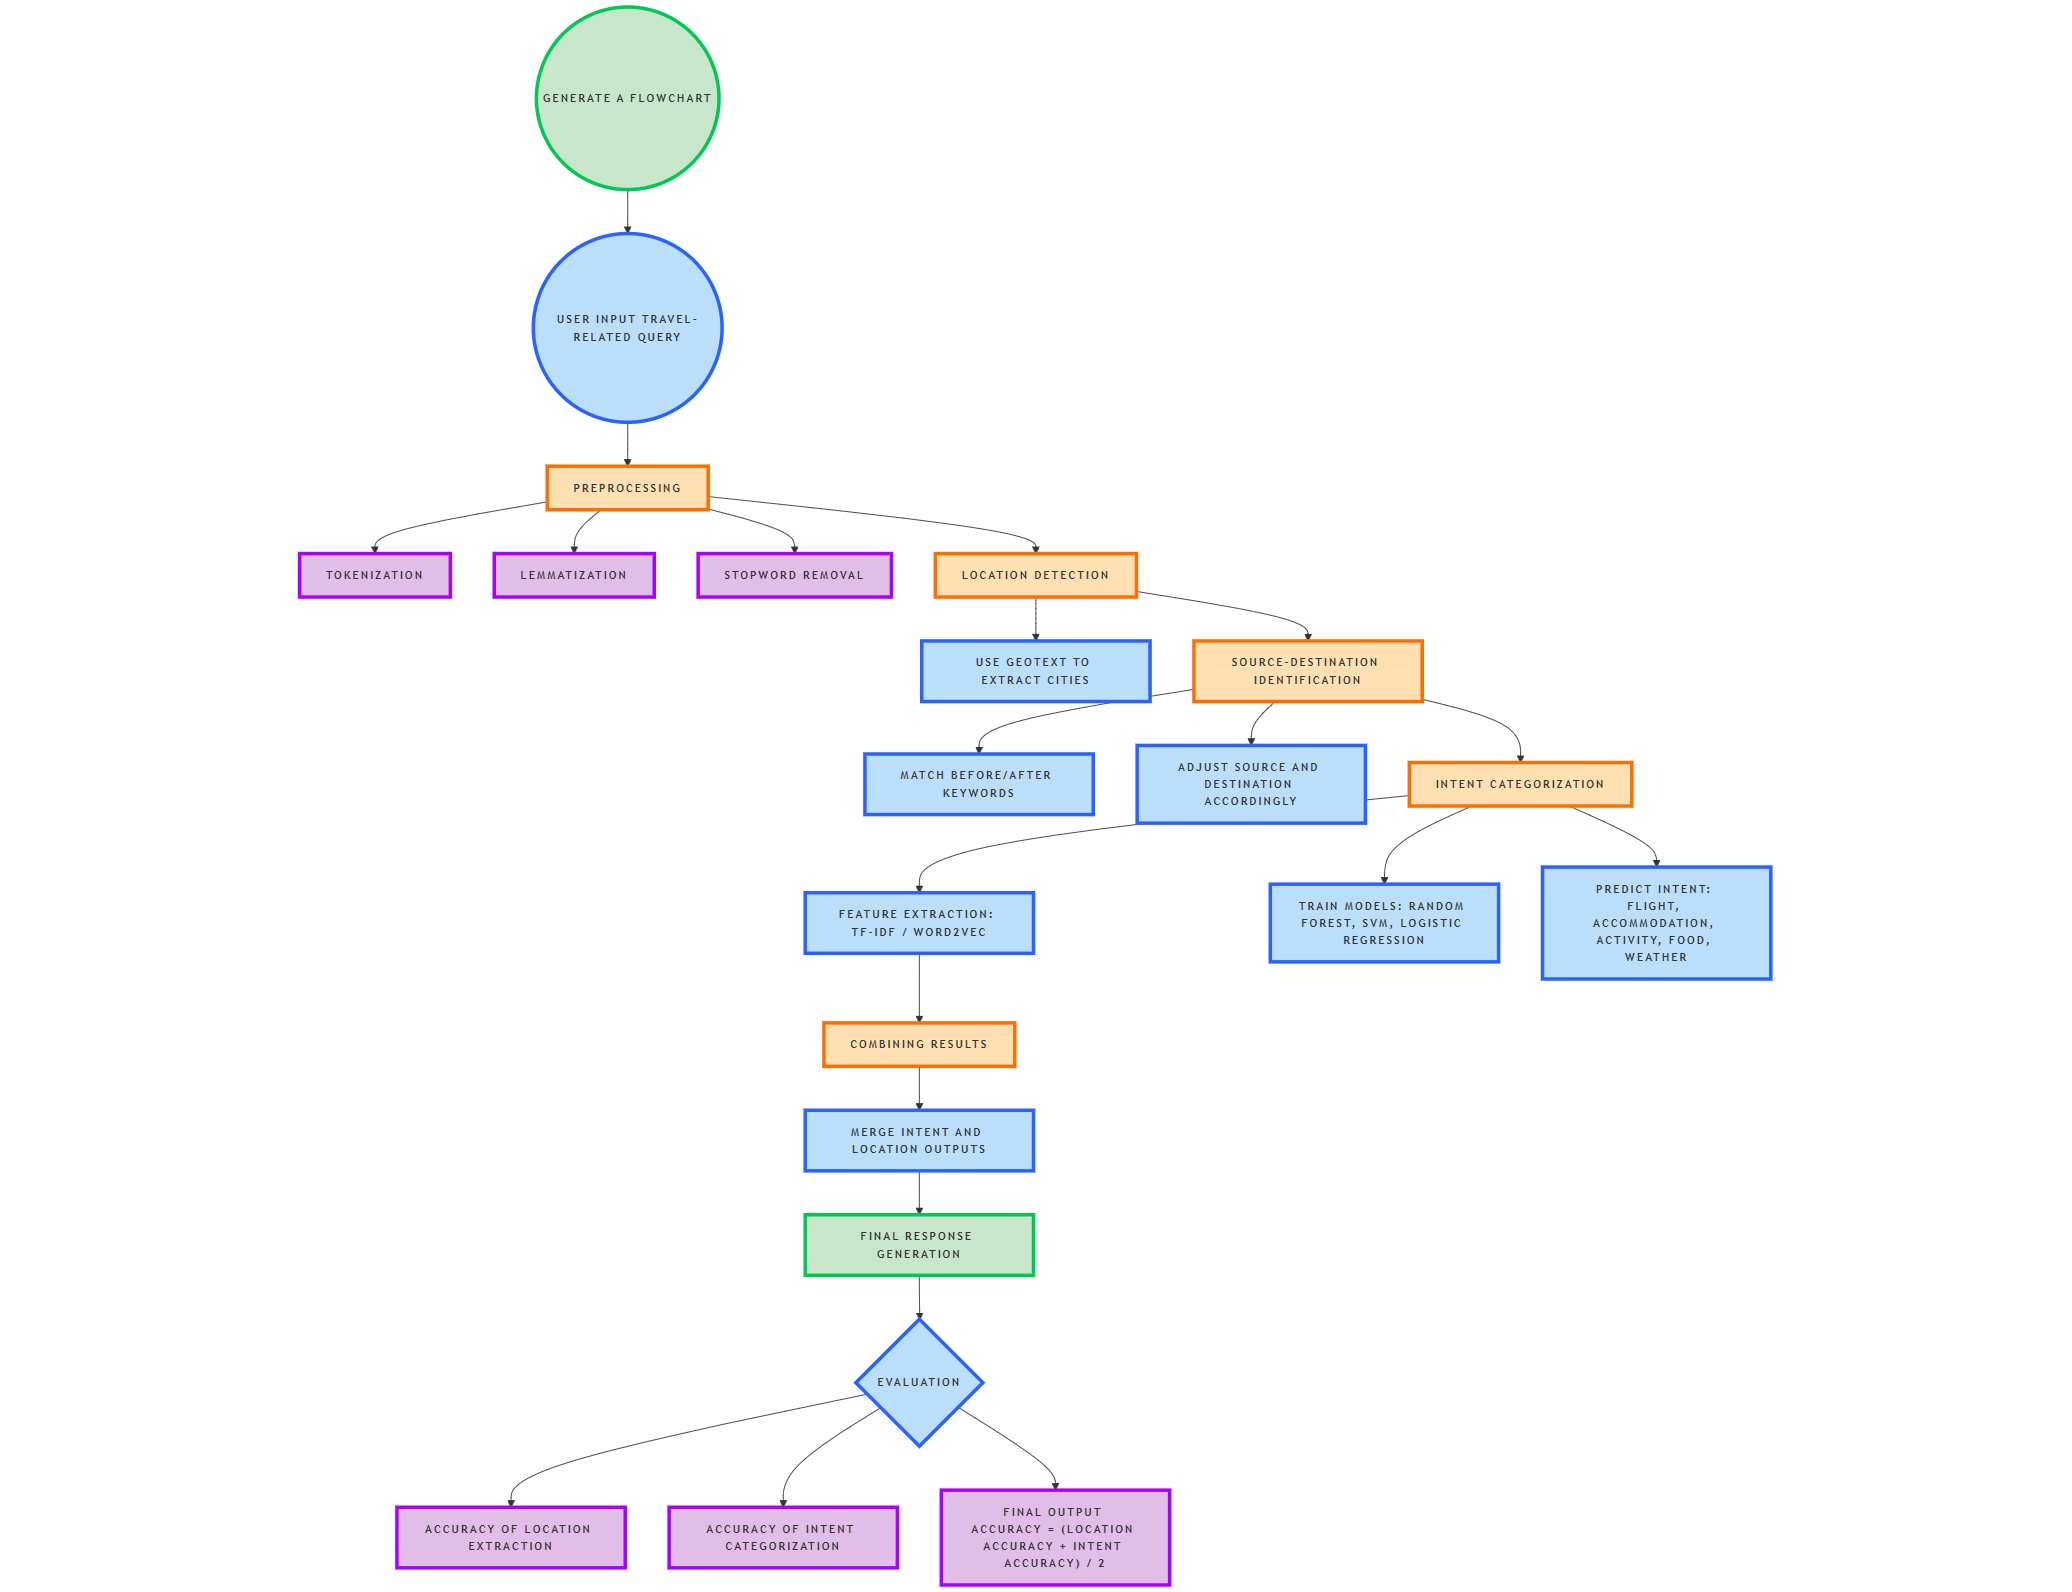 GENERATE A FLOWCHART
USER INPUT TRAVEL-
RELATED QUERY
PREPROCESSING
TOKENIZATION
LEMMATIZATION
STOPWORD REMOVAL
LOCATION DETECTION
USE GEOTEXT TO
EXTRACT CITIES
SOURCE-DESTINATION
IDENTIFICATION
MATCH BEFORE/AFTER
KEYWORDS
ADJUST SOURCE AND
DESTINATION
ACCORDINGLY
INTENT CATEGORIZATION
FEATURE EXTRACTION:
TF-IDF / WORD2VEC
TRAIN MODELS: RANDOM
FOREST, SVM, LOGISTIC
REGRESSION
PREDICT INTENT:
FLIGHT,
ACCOMMODATION,
ACTIVITY, FOOD,
WEATHER
COMBINING RESULTS
MERGE INTENT AND
LOCATION OUTPUTS
FINAL RESPONSE
GENERATION
EVALUATION
ACCURACY OF LOCATION
EXTRACTION
ACCURACY OF INTENT
CATEGORIZATION
FINAL OUTPUT
ACCURACY = (LOCATION
ACCURACY + INTENT
ACCURACY) / 2